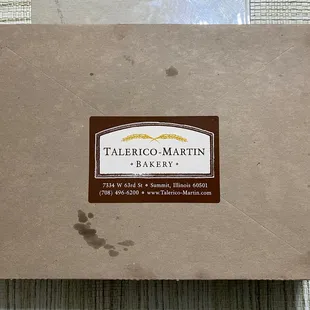 TALERICO-MARTIN
• BAKERY •
7334 W 63rd St • Summit, Illinois 60501
(708) 496-6200 • www.Talerico-Martin.com